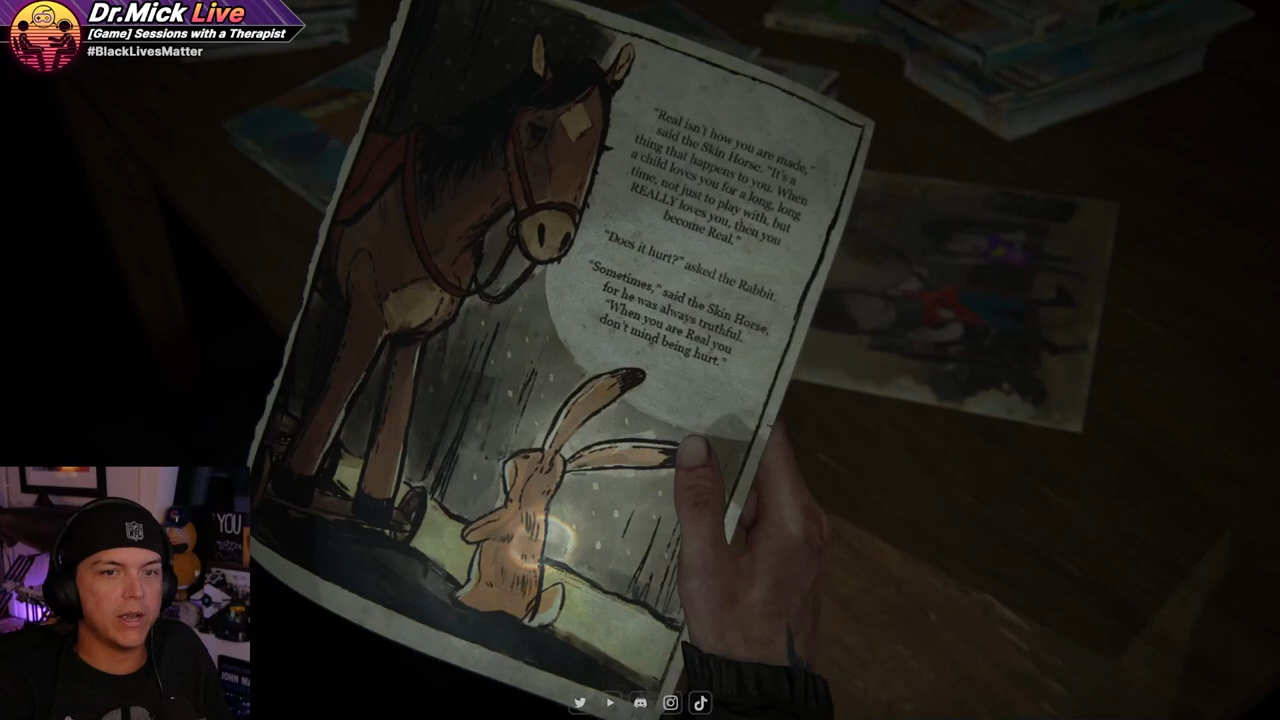 Dr.Mick Live
[Game] Sessions with a Therapist
#BlackLivesMatter
"Real isn't how you are made,"
said the Skin Horse. "It's a
thing that happens to you. When
a child loves you for a long, long
time, not just to play with, but
REALLY loves you, then you
become Real."
"Does it hurt?" asked the Rabbit.
"Sometimes," said the Skin Horse,
for he was always truthful.
"When you are Real you
don't mind being hurt."
NFL
YOU
JOHN